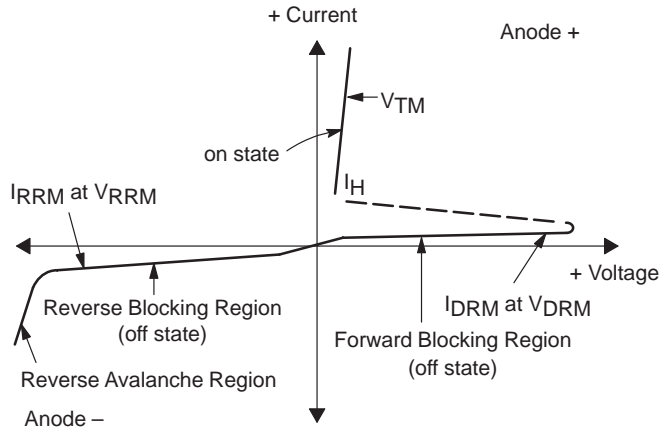 + Current
Anode +
VTM
on state
IH
IRRM at VRRM
+ Voltage
IDRM at VDRM
Reverse Blocking Region
(off state)
Forward Blocking Region
(off state)
Reverse Avalanche Region
Anode –